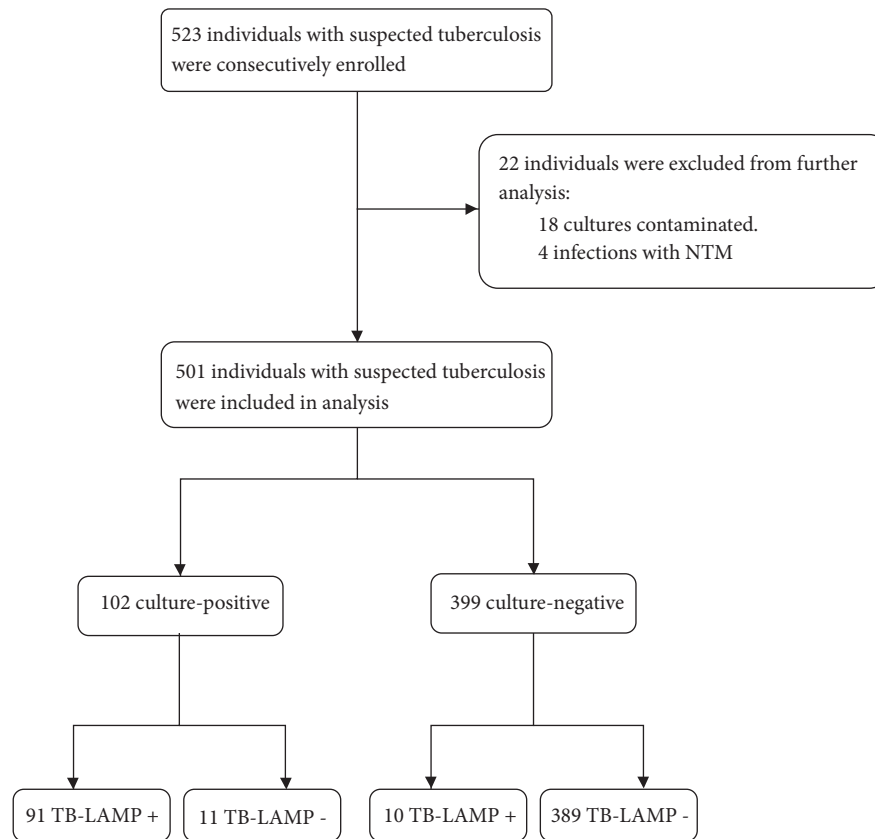 523 individuals with suspected tuberculosis
were consecutively enrolled
22 individuals were excluded from further
analysis:
18 cultures contaminated.
4 infections with NTM
501 individuals with suspected tuberculosis
were included in analysis
102 culture-positive
399 culture-negative
91 TB-LAMP +
11 TB-LAMP -
10 TB-LAMP +
389 TB-LAMP -